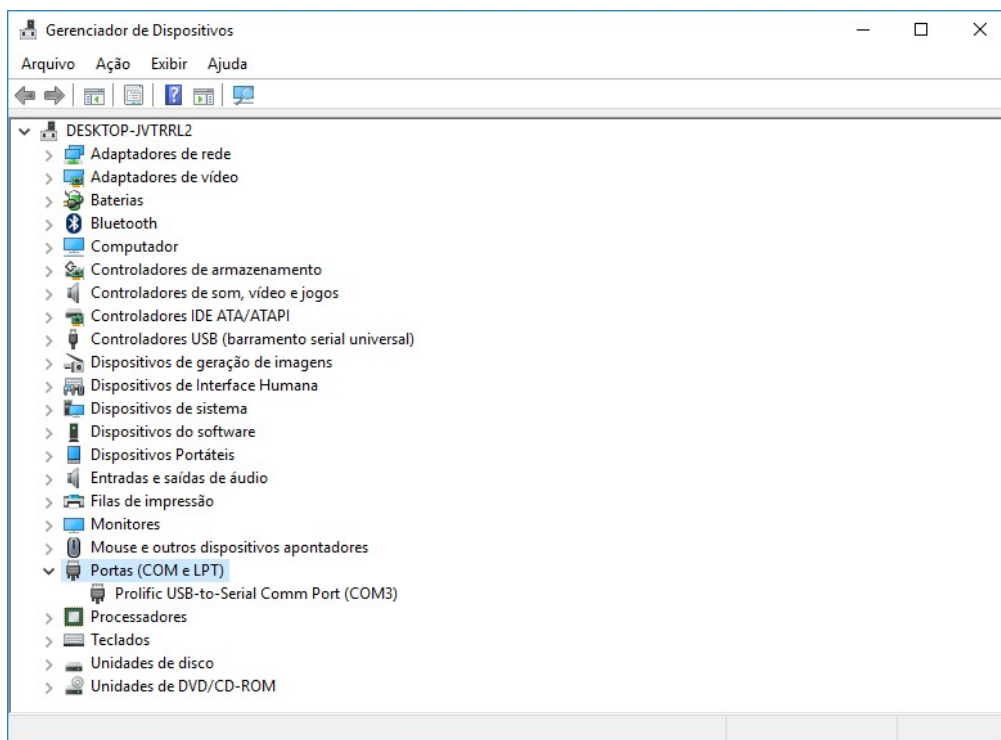 Gerenciador de Dispositivos
Arquivo Ação Exibir Ajuda
DESKTOP-JVTRRL2
Adaptadores de rede
Adaptadores de vídeo
Baterias
Bluetooth
Computador
Controladores de armazenamento
Controladores de som, vídeo e jogos
Controladores IDE ATA/ATAPI
Controladores USB (barramento serial universal)
Dispositivos de geração de imagens
Dispositivos de Interface Humana
Dispositivos de sistema
Dispositivos do software
Dispositivos Portáteis
Entradas e saídas de áudio
Filas de impressão
Monitores
Mouse e outros dispositivos apontadores
Portas (COM e LPT)
Prolific USB-to-Serial Comm Port (COM3)
Processadores
Teclados
Unidades de disco
Unidades de DVD/CD-ROM